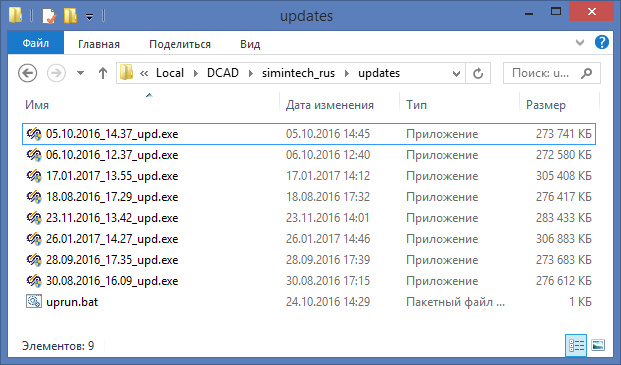 updates
Файл Главная Поделиться Вид
« Local DCAD simintech_rus updates Поиск: u...
Имя Дата изменения Тип Размер
05.10.2016_14.37_upd.exe 05.10.2016 14:45 Приложение 273 741 КБ
06.10.2016_12.37_upd.exe 06.10.2016 12:40 Приложение 272 580 КБ
17.01.2017_13.55_upd.exe 17.01.2017 14:12 Приложение 305 408 КБ
18.08.2016_17.29_upd.exe 18.08.2016 17:32 Приложение 276 417 КБ
23.11.2016_13.42_upd.exe 23.11.2016 14:01 Приложение 283 433 КБ
26.01.2017_14.27_upd.exe 26.01.2017 14:46 Приложение 306 883 КБ
28.09.2016_17.35_upd.exe 28.09.2016 17:39 Приложение 273 683 КБ
30.08.2016_16.09_upd.exe 30.08.2016 17:15 Приложение 276 612 КБ
uprun.bat 24.10.2016 14:29 Пакетный файл ... 1 КБ
Элементов: 9